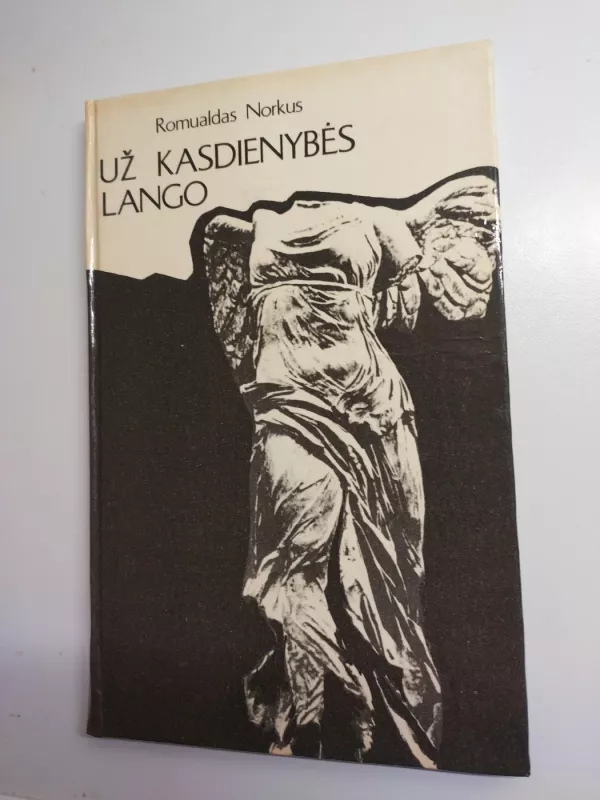 Romualdas Norkus
UŽ KASDIENYBĖS
LANGO